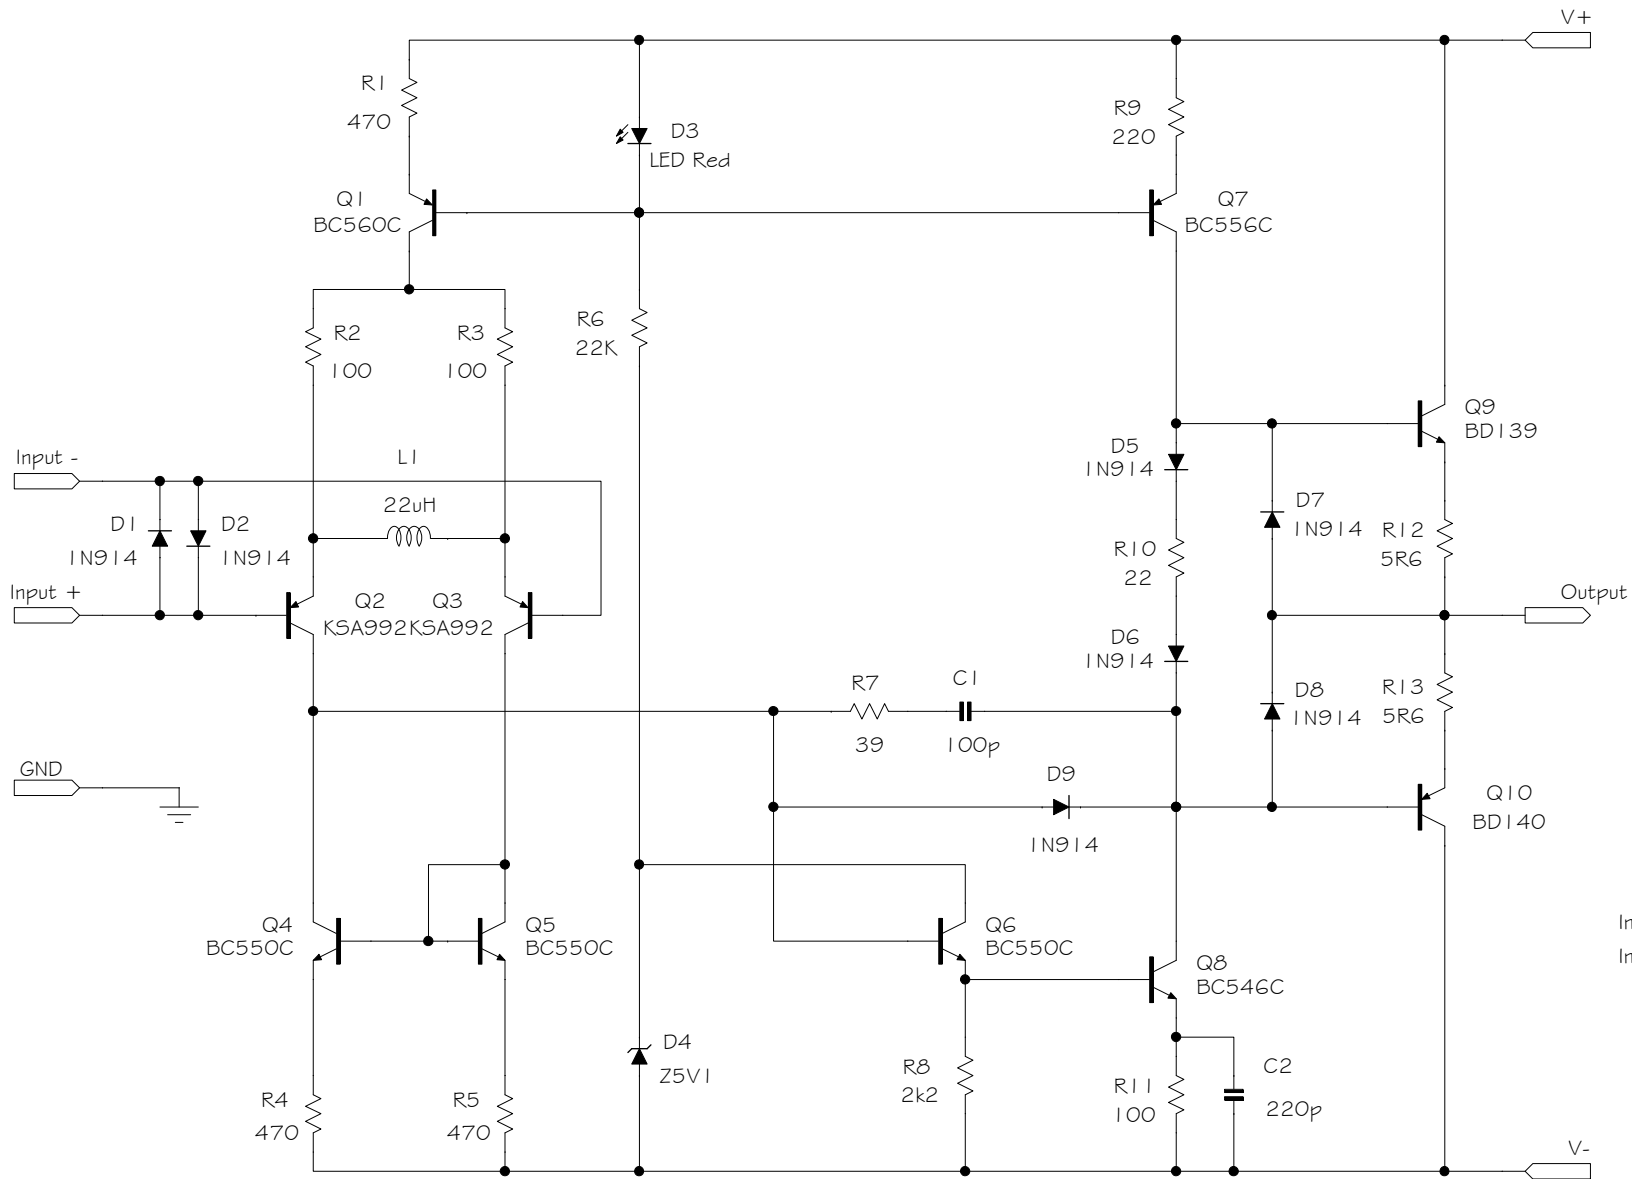 V+
R1
470
D3
LED Red
R9
220
Q1
BC560C
Q7
BC556C
R2
100
R3
100
R6
22K
Q9
BD139
Input -
L1
D5
1N914
22uH
D1
1N914
D2
1N914
D7
1N914
R12
5R6
R10
22
Input +
Q2
KSA992
Q3
KSA992
Output
D6
1N914
R7
39
C1
100p
D8
1N914
R13
5R6
GND
D9
1N914
Q10
BD140
Q4
BC550C
Q5
BC550C
Q6
BC550C
Q8
BC546C
In
In
D4
Z5V1
R8
2k2
R11
100
C2
220p
R4
470
R5
470
V-